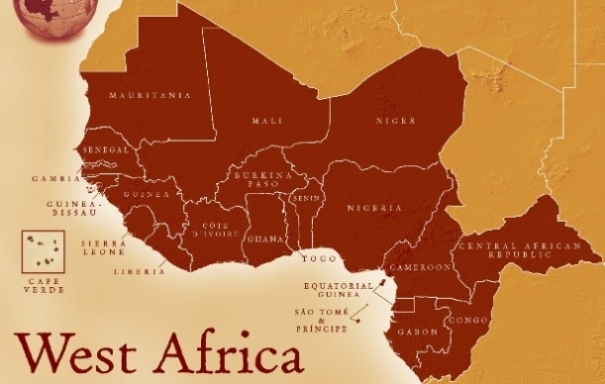 MAURITANIA
MALI
NIGER
SENEGAL
GAMBIA
GUINEA-
BISSAU
GUINEA
BURKINA
FASO
BENIN
NIGERIA
SIERRA
LEONE
CÔTE
D'IVOIRE
GHANA
LIBERIA
TOGO
CAPE
VERDE
CAMEROON
CENTRAL AFRICAN
REPUBLIC
EQUATORIAL
GUINEA
SÃO TOMÉ
&
PRÍNCIPE
GABON
CONGO
West Africa